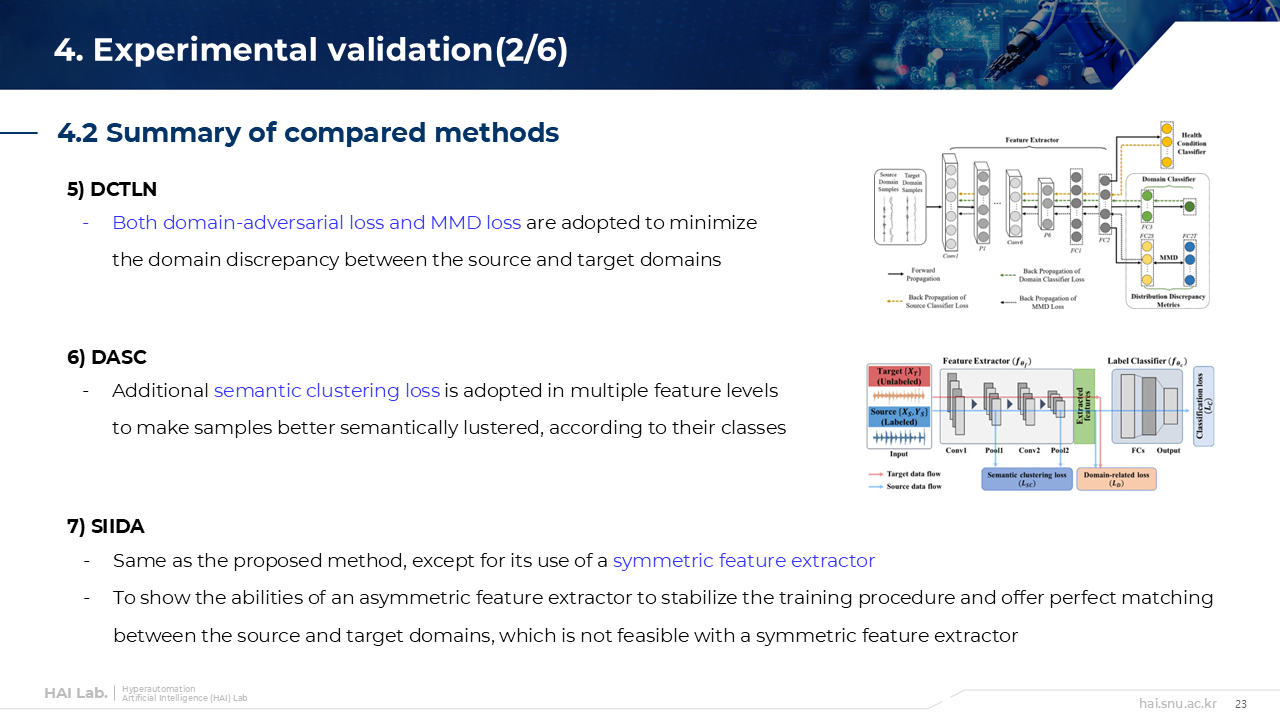 4. Experimental validation(2/6)
4.2 Summary of compared methods
5) DCTLN
- Both domain-adversarial loss and MMD loss are adopted to minimize
the domain discrepancy between the source and target domains
Feature Extractor
Health
Condition
Classifier
Source
Domain
Samples
Target
Domain
Samples
Domain Classifier
...
Conv1
P1
Conv6
P6
FC1
FC2
FC3
FC2S
FC2T
MMD
Distribution Discrepancy
Metrics
Forward
Propagation
Back Propagation of
Domain Classifier Loss
Back Propagation of
Source Classifier Loss
Back Propagation of
MMD Loss
6) DASC
- Additional semantic clustering loss is adopted in multiple feature levels
to make samples better semantically lustered, according to their classes
Feature Extractor (f_θf)
Label Classifier (f_θc)
Target {X_T}
(Unlabeled)
Source {X_S,Y_S}
(Labeled)
Input
Extracted
features
Classification loss
(L_C)
Conv1
Pool1
Conv2
Pool2
FCs
Output
Target data flow
Source data flow
Semantic clustering loss
(L_SC)
Domain-related loss
(L_D)
7) SIIDA
- Same as the proposed method, except for its use of a symmetric feature extractor
- To show the abilities of an asymmetric feature extractor to stabilize the training procedure and offer perfect matching
between the source and target domains, which is not feasible with a symmetric feature extractor
HAI Lab.
Hyperautomation
Artificial Intelligence (HAI) Lab
hai.snu.ac.kr
23